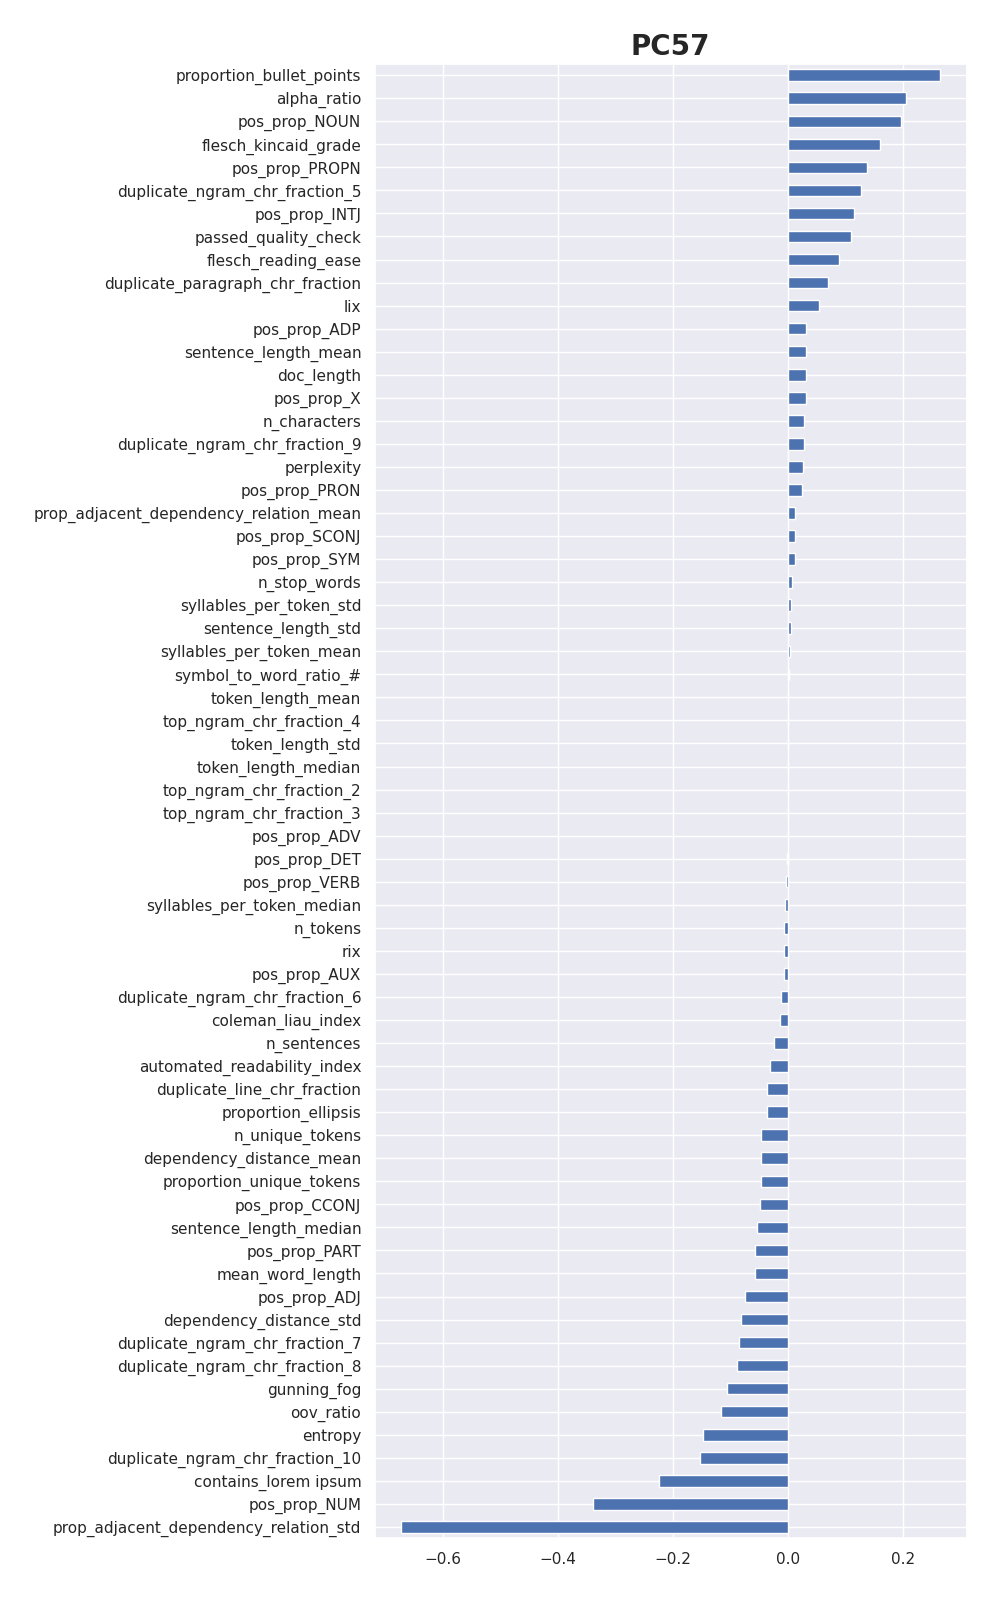 PC57
proportion_bullet_points
alpha_ratio
pos_prop_NOUN
flesch_kincaid_grade
pos_prop_PROPN
duplicate_ngram_chr_fraction_5
pos_prop_INTJ
passed_quality_check
flesch_reading_ease
duplicate_paragraph_chr_fraction
lix
pos_prop_ADP
sentence_length_mean
doc_length
pos_prop_X
n_characters
duplicate_ngram_chr_fraction_9
perplexity
pos_prop_PRON
prop_adjacent_dependency_relation_mean
pos_prop_SCONJ
pos_prop_SYM
n_stop_words
syllables_per_token_std
sentence_length_std
syllables_per_token_mean
symbol_to_word_ratio_#
token_length_mean
top_ngram_chr_fraction_4
token_length_std
token_length_median
top_ngram_chr_fraction_2
top_ngram_chr_fraction_3
pos_prop_ADV
pos_prop_DET
pos_prop_VERB
syllables_per_token_median
n_tokens
rix
pos_prop_AUX
duplicate_ngram_chr_fraction_6
coleman_liau_index
n_sentences
automated_readability_index
duplicate_line_chr_fraction
proportion_ellipsis
n_unique_tokens
dependency_distance_mean
proportion_unique_tokens
pos_prop_CCONJ
sentence_length_median
pos_prop_PART
mean_word_length
pos_prop_ADJ
dependency_distance_std
duplicate_ngram_chr_fraction_7
duplicate_ngram_chr_fraction_8
gunning_fog
oov_ratio
entropy
duplicate_ngram_chr_fraction_10
contains_lorem ipsum
pos_prop_NUM
prop_adjacent_dependency_relation_std
−0.6 −0.4 −0.2 0.0 0.2